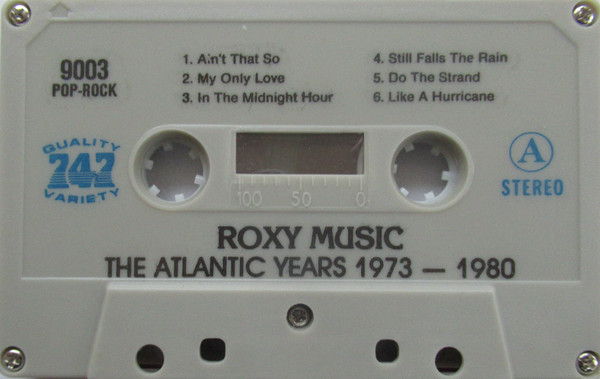 9003
POP-ROCK
1. Ain't That So
2. My Only Love
3. In The Midnight Hour
4. Still Falls The Rain
5. Do The Strand
6. Like A Hurricane
QUALITY
747
VARIETY
100 50 0
A
STEREO
ROXY MUSIC
THE ATLANTIC YEARS 1973 — 1980